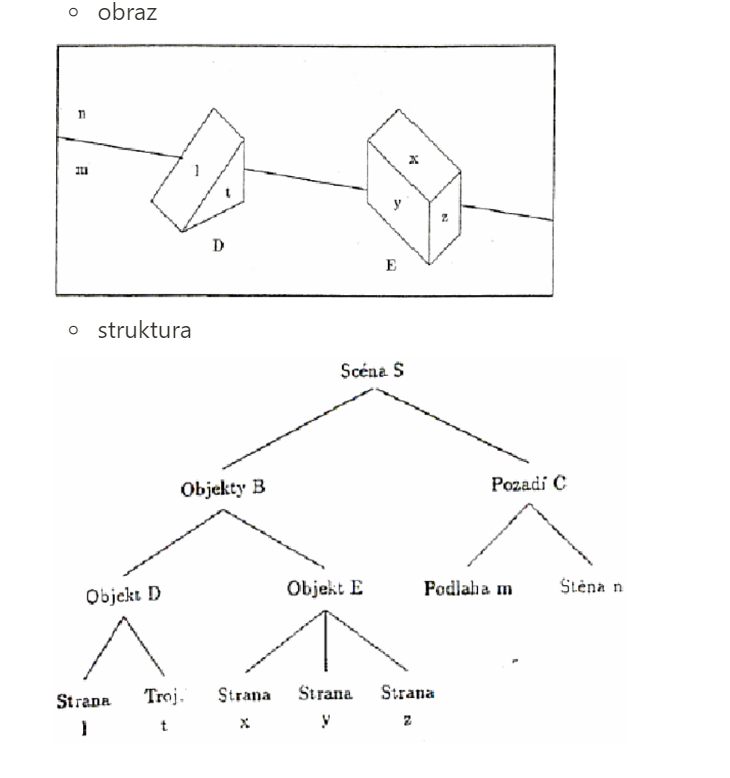 obraz
n
m
l
t
D
x
y
z
E
struktura
Scéna S
Objekty B
Pozadí C
Objekt D
Objekt E
Podlaha m
Stěna n
Strana
Troj.
Strana
Strana
Strana
l
t
x
y
z